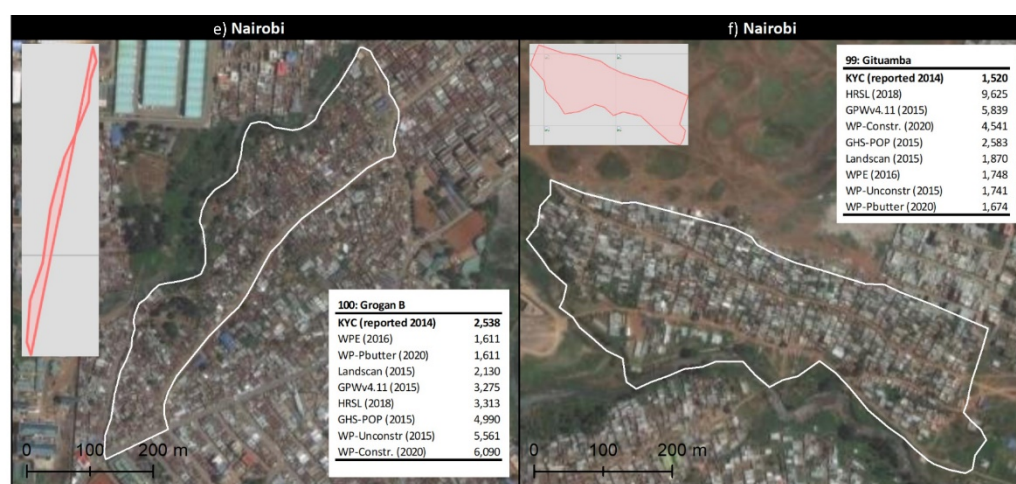 e) Nairobi
100: Grogan B
KYC (reported 2014) 2,538
WPE (2016) 1,611
WP-Pbutter (2020) 1,611
Landscan (2015) 2,130
GPWv4.11 (2015) 3,275
HRSL (2018) 3,313
GHS-POP (2015) 4,990
WP-Unconstr (2015) 5,561
WP-Constr. (2020) 6,090
0 100 200 m
f) Nairobi
99: Gituamba
KYC (reported 2014) 1,520
HRSL (2018) 9,625
GPWv4.11 (2015) 5,839
WP-Constr. (2020) 4,541
GHS-POP (2015) 2,583
Landscan (2015) 1,870
WPE (2016) 1,748
WP-Unconstr (2015) 1,741
WP-Pbutter (2020) 1,674
0 100 200 m